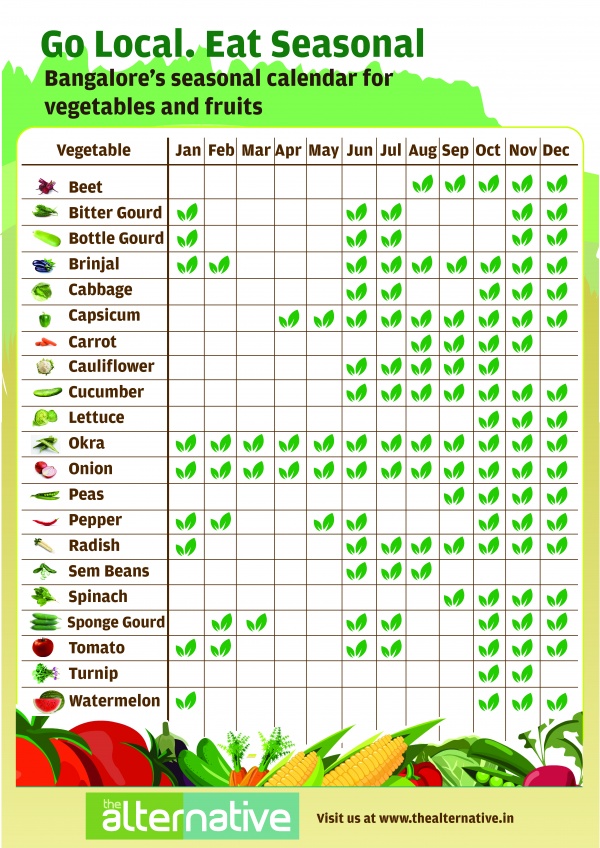 Go Local. Eat Seasonal
Bangalore's seasonal calendar for
vegetables and fruits
Vegetable Jan Feb Mar Apr May Jun Jul Aug Sep Oct Nov Dec
Beet
Bitter Gourd
Bottle Gourd
Brinjal
Cabbage
Capsicum
Carrot
Cauliflower
Cucumber
Lettuce
Okra
Onion
Peas
Pepper
Radish
Sem Beans
Spinach
Sponge Gourd
Tomato
Turnip
Watermelon
the
alternative
Visit us at www.thealternative.in